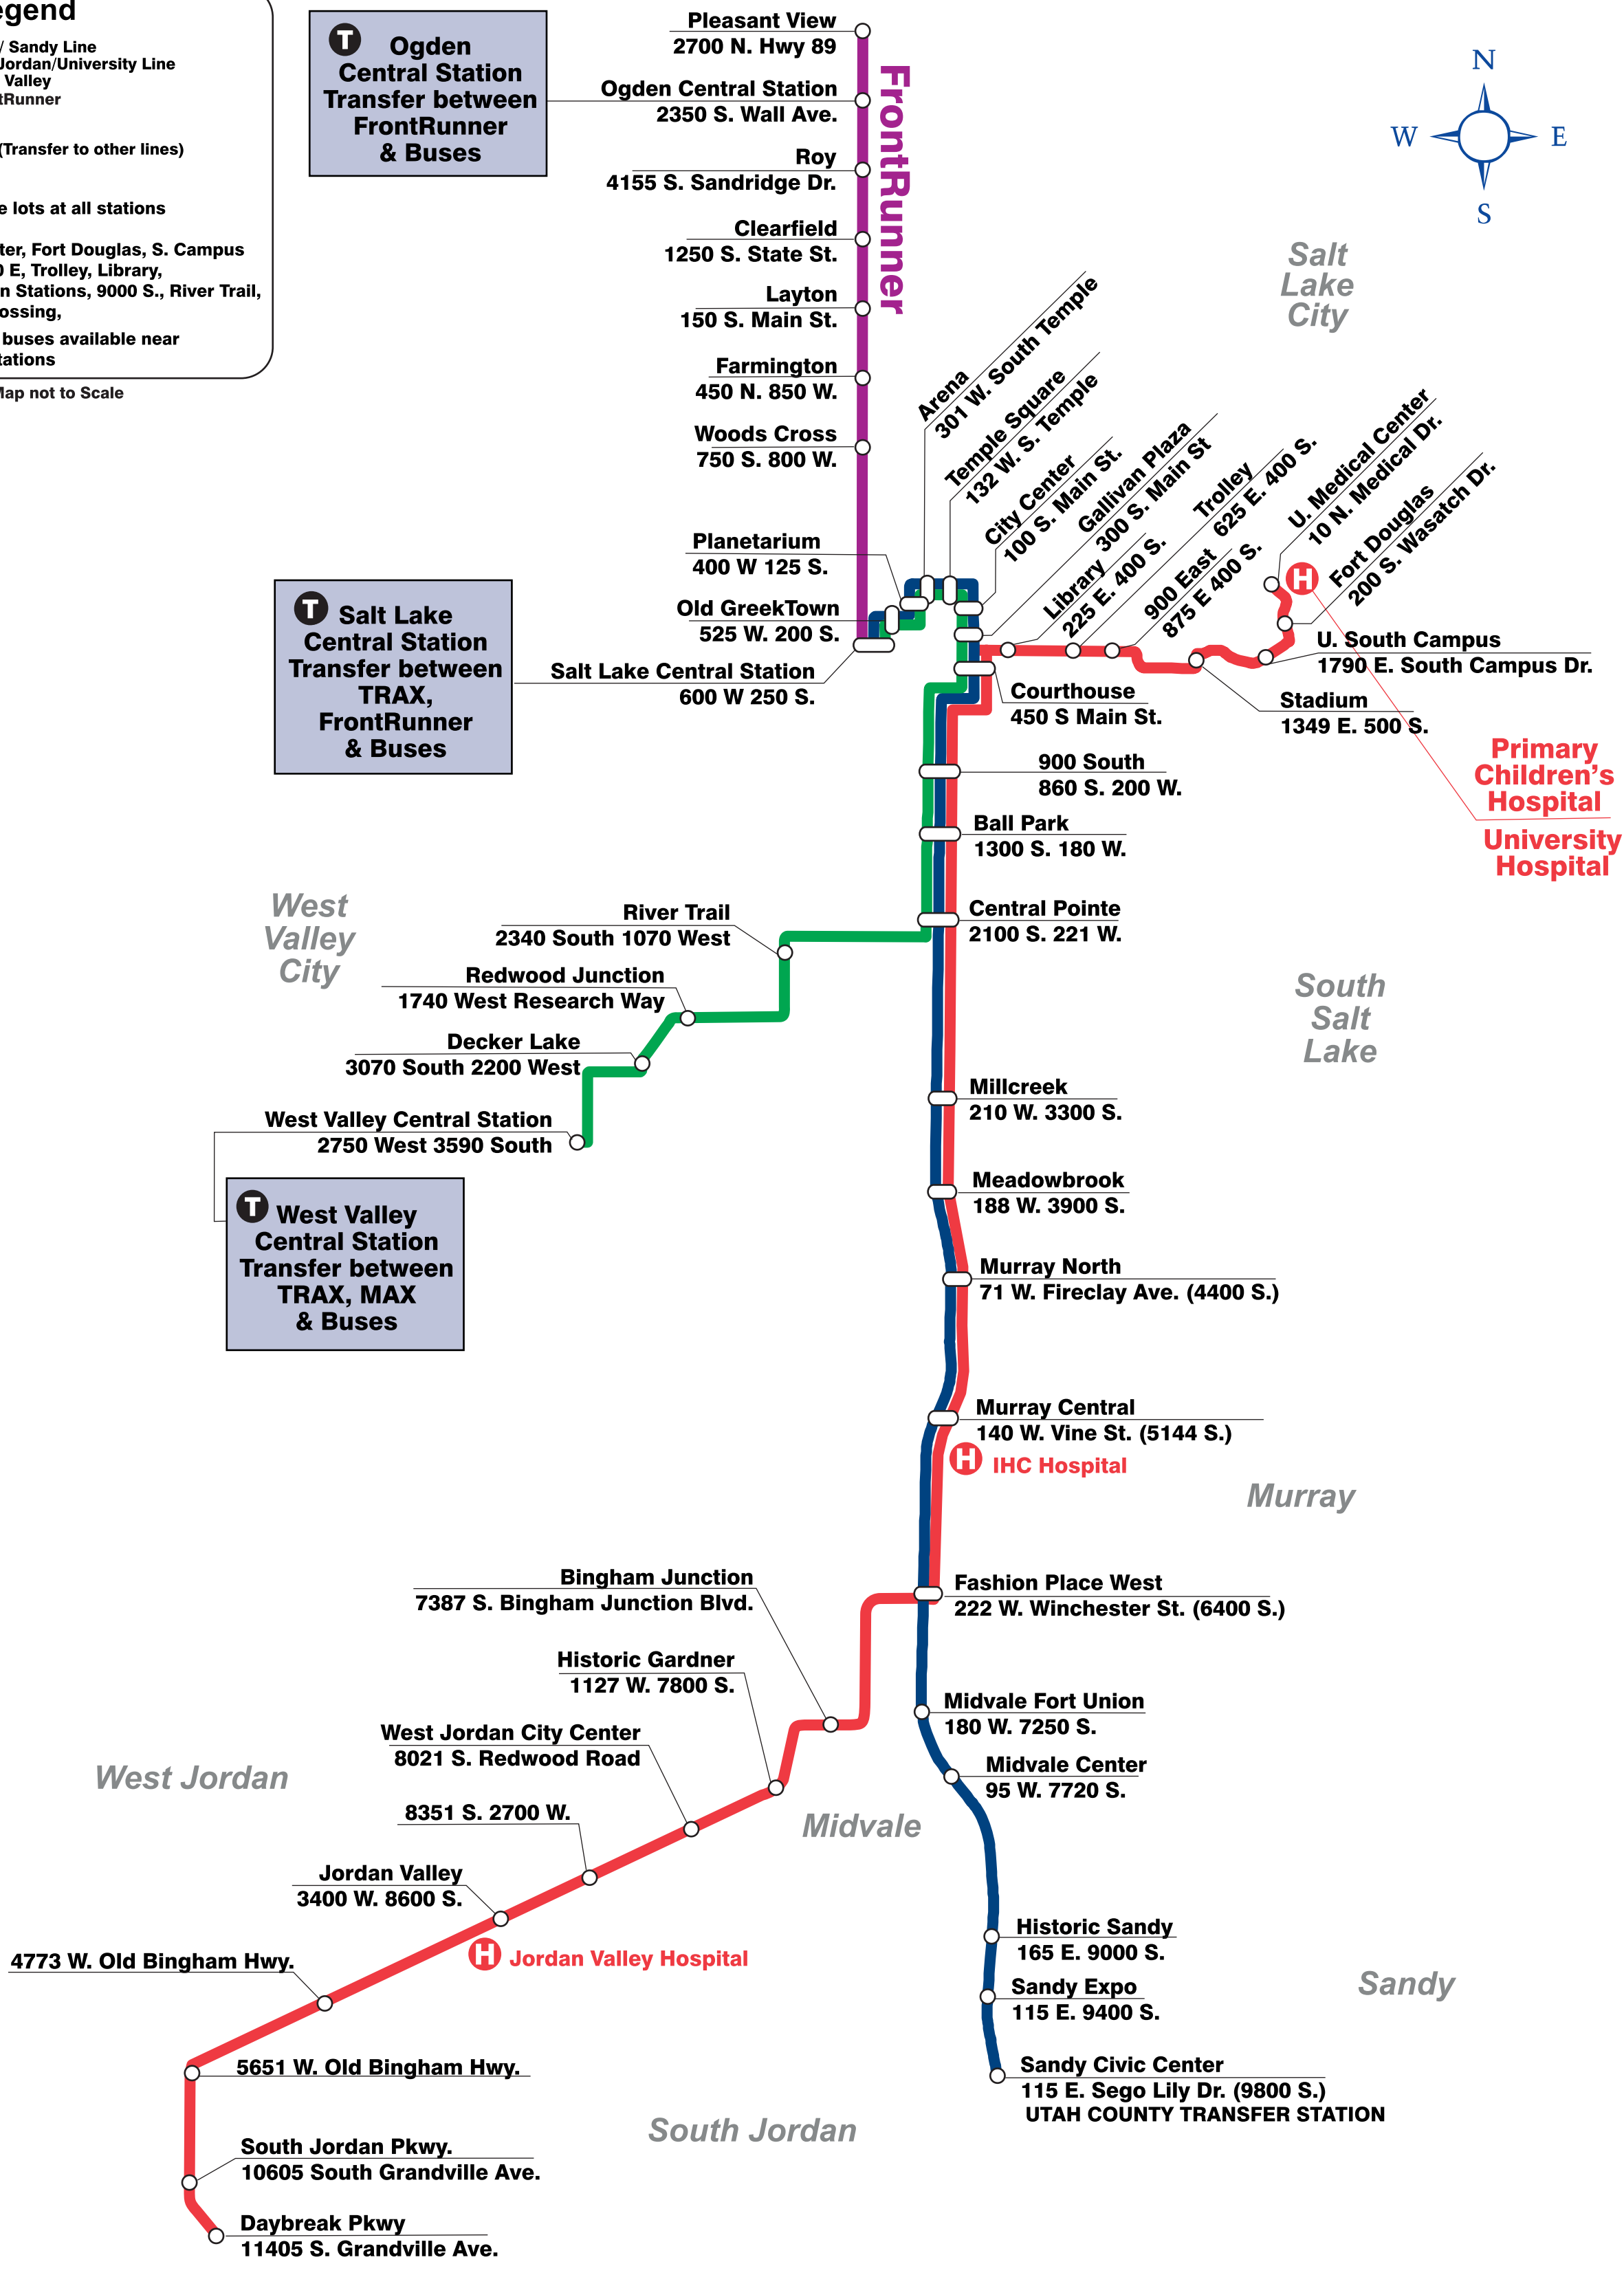 egend
/ Sandy Line
Jordan/University Line
Valley
tRunner
(Transfer to other lines)
e lots at all stations
ter, Fort Douglas, S. Campus
0 E, Trolley, Library,
n Stations, 9000 S., River Trail,
ossing,
buses available near
tations
Map not to Scale
T Ogden
Central Station
Transfer between
FrontRunner
& Buses
Pleasant View
2700 N. Hwy 89
Ogden Central Station
2350 S. Wall Ave.
Roy
4155 S. Sandridge Dr.
Clearfield
1250 S. State St.
Layton
150 S. Main St.
Farmington
450 N. 850 W.
Woods Cross
750 S. 800 W.
FrontRunner
N
W E
S
Salt
Lake
City
Arena
301 W. South Temple
Temple Square
132 W. S. Temple
City Center
100 S. Main St.
Gallivan Plaza
300 S. Main St
Library
225 E. 400 S.
Trolley
625 E. 400 S.
900 East
875 E 400 S.
U. Medical Center
10 N. Medical Dr.
H
Fort Douglas
200 S. Wasatch Dr.
Planetarium
400 W 125 S.
Old GreekTown
525 W. 200 S.
Salt Lake Central Station
600 W 250 S.
T Salt Lake
Central Station
Transfer between
TRAX,
FrontRunner
& Buses
U. South Campus
1790 E. South Campus Dr.
Stadium
1349 E. 500 S.
Primary
Children's
Hospital
University
Hospital
Courthouse
450 S Main St.
900 South
860 S. 200 W.
Ball Park
1300 S. 180 W.
Central Pointe
2100 S. 221 W.
West
Valley
City
River Trail
2340 South 1070 West
Redwood Junction
1740 West Research Way
Decker Lake
3070 South 2200 West
West Valley Central Station
2750 West 3590 South
T West Valley
Central Station
Transfer between
TRAX, MAX
& Buses
South
Salt
Lake
Millcreek
210 W. 3300 S.
Meadowbrook
188 W. 3900 S.
Murray North
71 W. Fireclay Ave. (4400 S.)
Murray Central
140 W. Vine St. (5144 S.)
H IHC Hospital
Murray
Fashion Place West
222 W. Winchester St. (6400 S.)
Bingham Junction
7387 S. Bingham Junction Blvd.
Historic Gardner
1127 W. 7800 S.
West Jordan City Center
8021 S. Redwood Road
8351 S. 2700 W.
Jordan Valley
3400 W. 8600 S.
H Jordan Valley Hospital
4773 W. Old Bingham Hwy.
5651 W. Old Bingham Hwy.
South Jordan Pkwy.
10605 South Grandville Ave.
Daybreak Pkwy
11405 S. Grandville Ave.
West Jordan
Midvale
South Jordan
Midvale Fort Union
180 W. 7250 S.
Midvale Center
95 W. 7720 S.
Historic Sandy
165 E. 9000 S.
Sandy Expo
115 E. 9400 S.
Sandy
Sandy Civic Center
115 E. Sego Lily Dr. (9800 S.)
UTAH COUNTY TRANSFER STATION